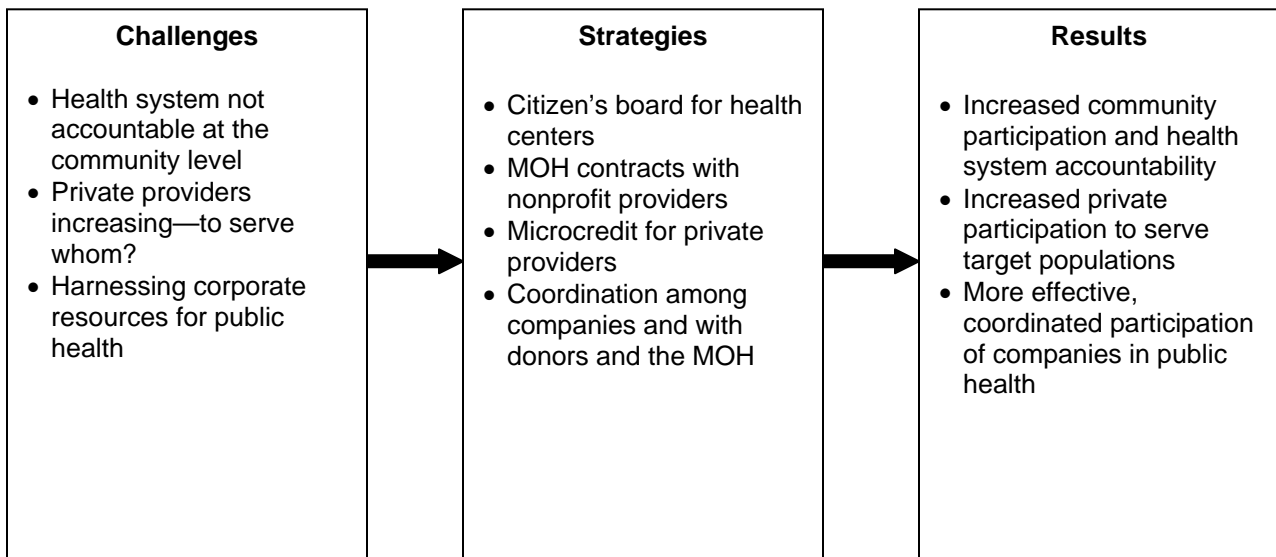 Challenges
• Health system not
accountable at the
community level
• Private providers
increasing—to serve
whom?
• Harnessing corporate
resources for public
health
Strategies
• Citizen’s board for health
centers
• MOH contracts with
nonprofit providers
• Microcredit for private
providers
• Coordination among
companies and with
donors and the MOH
Results
• Increased community
participation and health
system accountability
• Increased private
participation to serve
target populations
• More effective,
coordinated participation
of companies in public
health